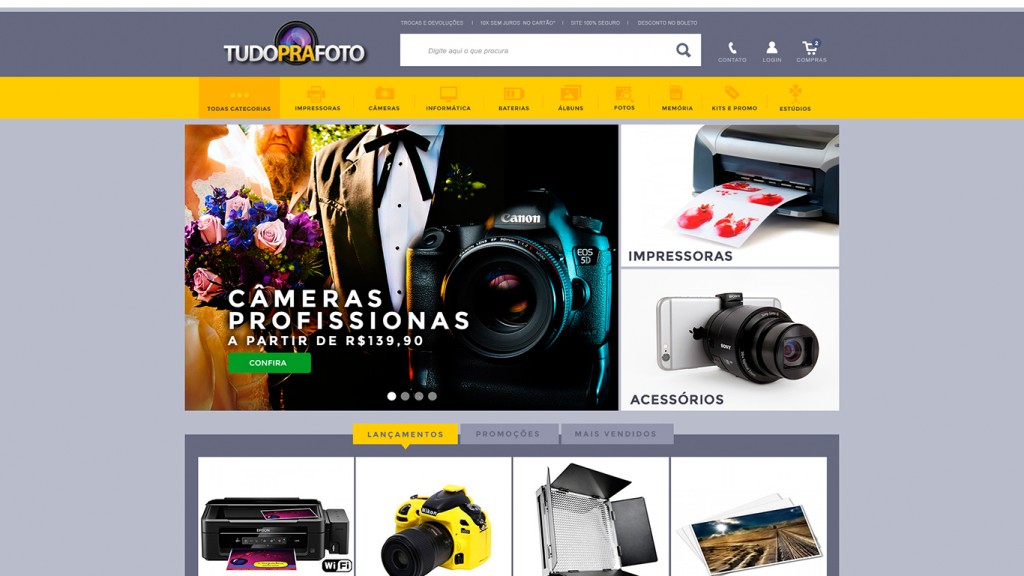 TROCAS E DEVOLUÇÕES | 10X SEM JUROS NO CARTÃO* | SITE 100% SEGURO | DESCONTO NO BOLETO
TUDOPRAFOTO
Digite aqui o que procura
CONTATO
LOGIN
2
COMPRAS
TODAS CATEGORIAS
IMPRESSORAS
CÂMERAS
INFORMÁTICA
BATERIAS
ÁLBUNS
FOTOS
MEMÓRIA
KITS E PROMO
ESTÚDIOS
Canon
EOS
5D
CÂMERAS
PROFISSIONAS
A PARTIR DE R$139,90
CONFIRA
IMPRESSORAS
SONY
ACESSÓRIOS
LANÇAMENTOS
PROMOÇÕES
MAIS VENDIDOS
EPSON
WiFi
Nikon